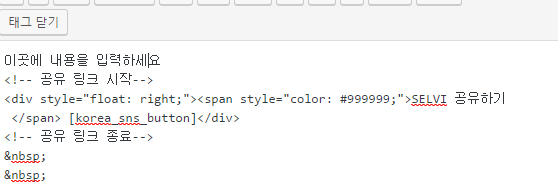 태그 닫기
이곳에 내용을 입력하세요
<!-- 공유 링크 시작-->
<div style="float: right;"><span style="color: #999999;">SELVI 공유하기
</span> [korea_sns_button]</div>
<!-- 공유 링크 종료-->
&nbsp;
&nbsp;